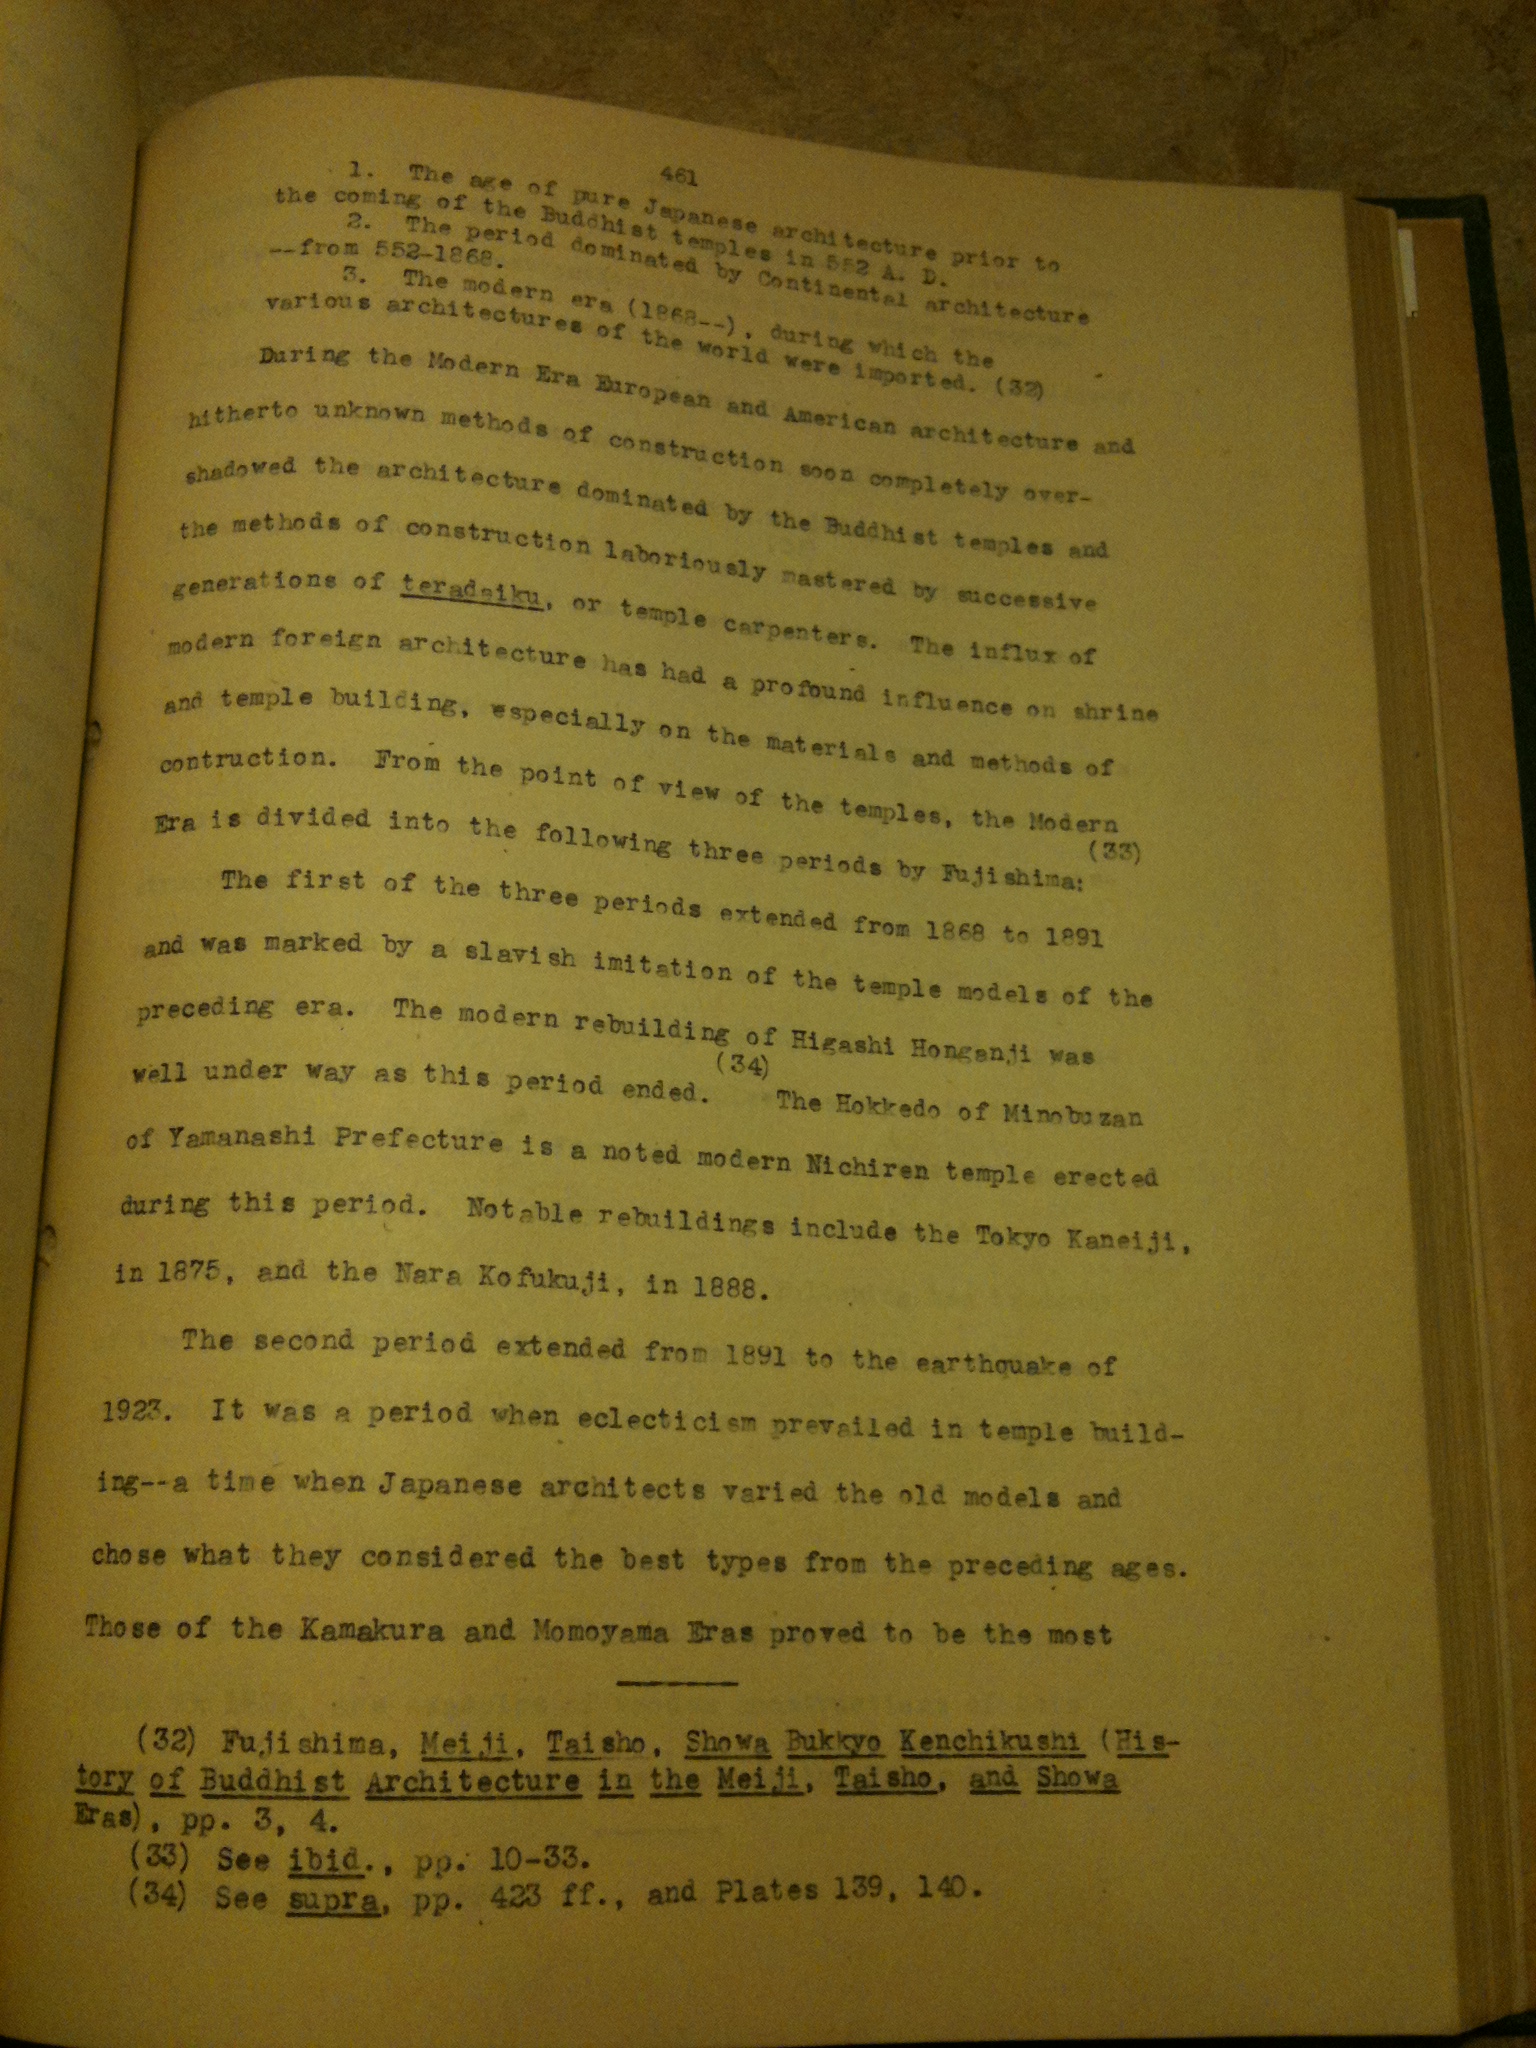 461
1. The age of pure Japanese architecture prior to
the coming of the Buddhist temples in 552 A. D.
2. The period dominated by Continental architecture
--from 552-1868.
3. The modern era (1868--), during which the
various architectures of the world were imported. (32)
During the Modern Era European and American architecture and
hitherto unknown methods of construction soon completely over-
shadowed the architecture dominated by the Buddhist temples and
the methods of construction laboriously mastered by successive
generations of teradaiku, or temple carpenters. The influx of
modern foreign architecture has had a profound influence on shrine
and temple building, especially on the materials and methods of
contruction. From the point of view of the temples, the Modern
Era is divided into the following three periods by Fujishima: (33)
The first of the three periods extended from 1868 to 1891
and was marked by a slavish imitation of the temple models of the
preceding era. The modern rebuilding of Higashi Honganji was
well under way as this period ended. (34) The Hokkedo of Minobuzan
of Yamanashi Prefecture is a noted modern Nichiren temple erected
during this period. Notable rebuildings include the Tokyo Kaneiji,
in 1875, and the Nara Kofukuji, in 1888.
The second period extended from 1891 to the earthquake of
1923. It was a period when eclecticism prevailed in temple build-
ing--a time when Japanese architects varied the old models and
chose what they considered the best types from the preceding ages.
Those of the Kamakura and Momoyama Eras proved to be the most
(32) Fujishima, Meiji, Taisho, Showa Bukkyo Kenchikushi (His-
tory of Buddhist Architecture in the Meiji, Taisho, and Showa
Eras), pp. 3, 4.
(33) See ibid., pp. 10-33.
(34) See supra, pp. 423 ff., and Plates 139, 140.